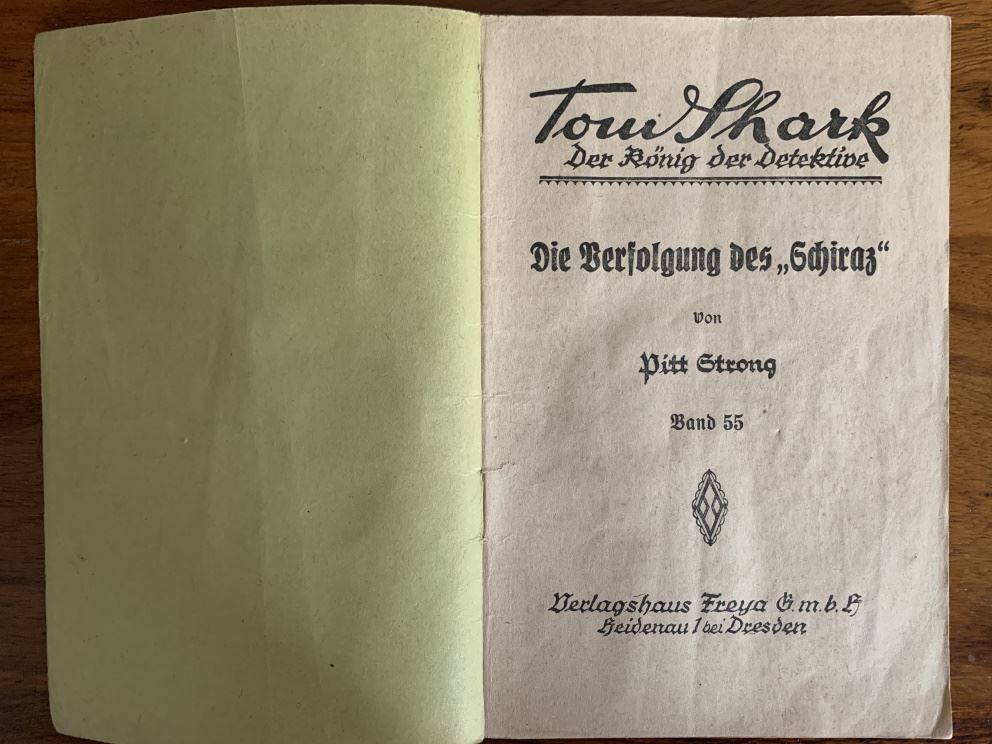 Tom Shark
Der König der Detektive
Die Verfolgung des „Schiraz“
von
Pitt Strong
Band 55
Verlagshaus Freya G.m.b.H
Heidenau 1 bei Dresden